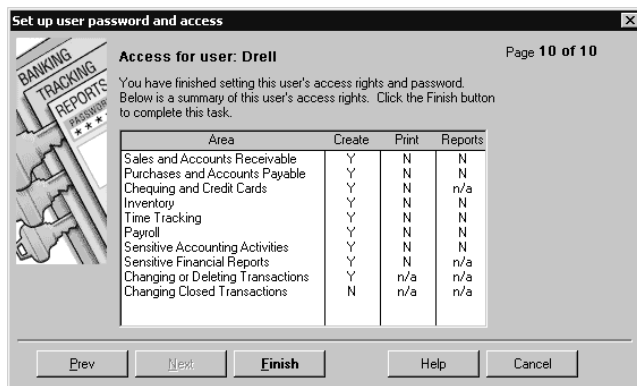 Set up user password and access
BANKING
TRACKING
REPORTS
PASSWORD
* * *
Access for user: Drell
Page 10 of 10
You have finished setting this user's access rights and password.
Below is a summary of this user's access rights. Click the Finish button
to complete this task.
Area Create Print Reports
Sales and Accounts Receivable Y N N
Purchases and Accounts Payable Y N N
Chequing and Credit Cards Y N n/a
Inventory Y N N
Time Tracking Y N N
Payroll Y N N
Sensitive Accounting Activities Y N N
Sensitive Financial Reports Y N n/a
Changing or Deleting Transactions Y n/a n/a
Changing Closed Transactions N n/a n/a
Prev Next Finish Help Cancel